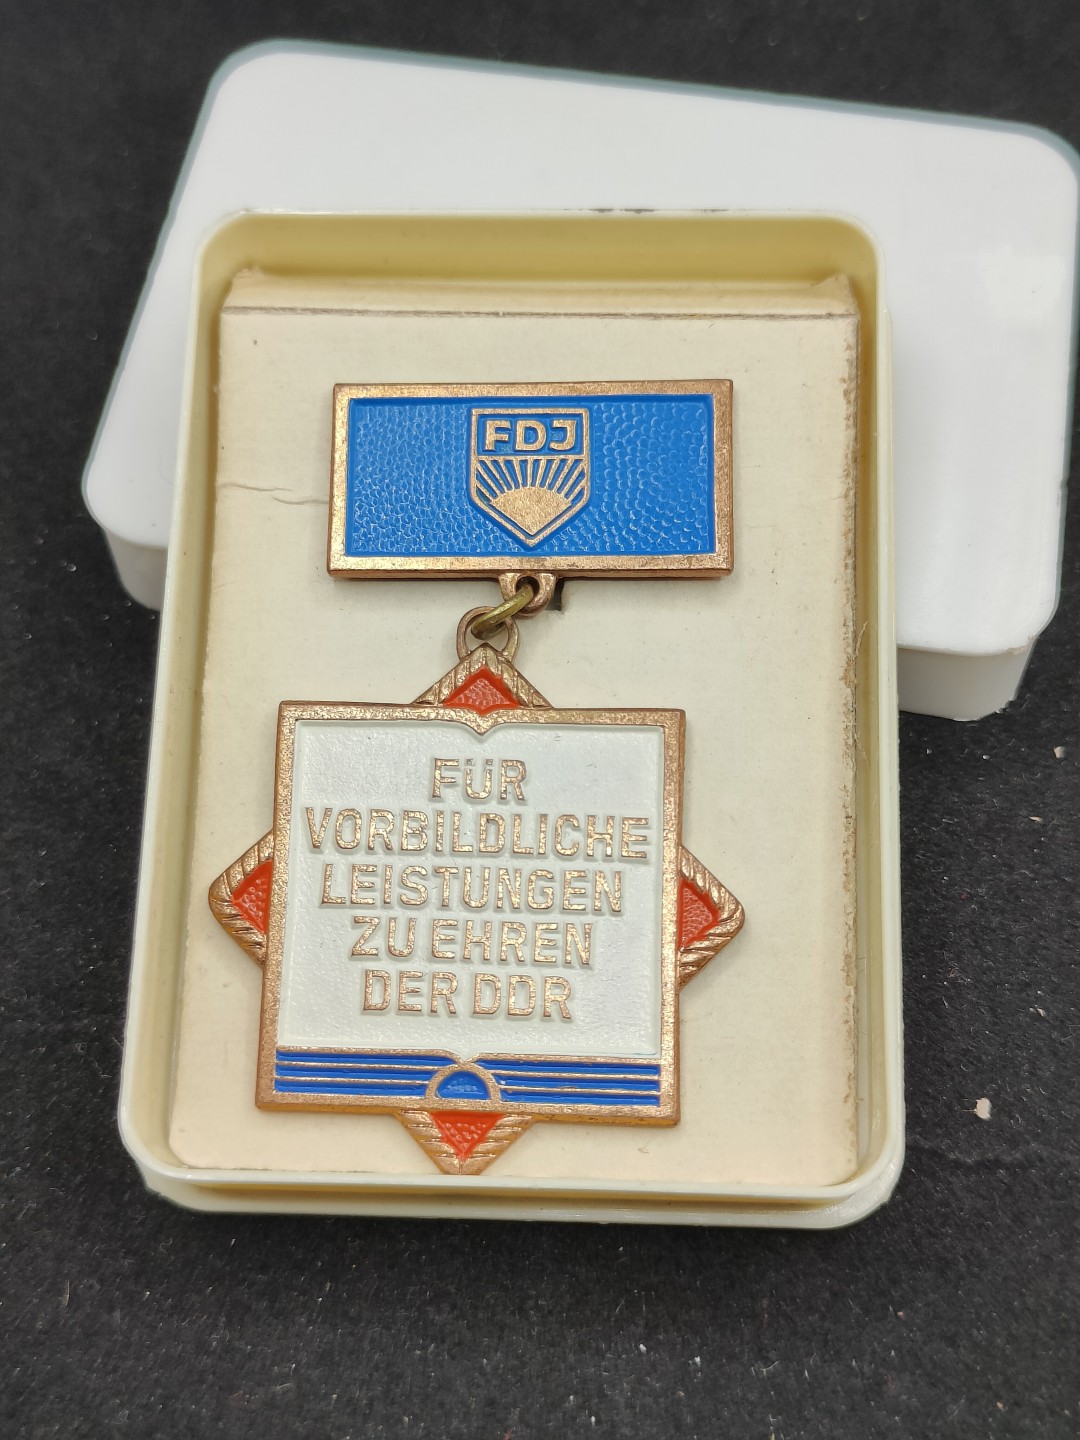 FDJ
FÜR
VORBILDLICHE
LEISTUNGEN
ZU EHREN
DER DDR